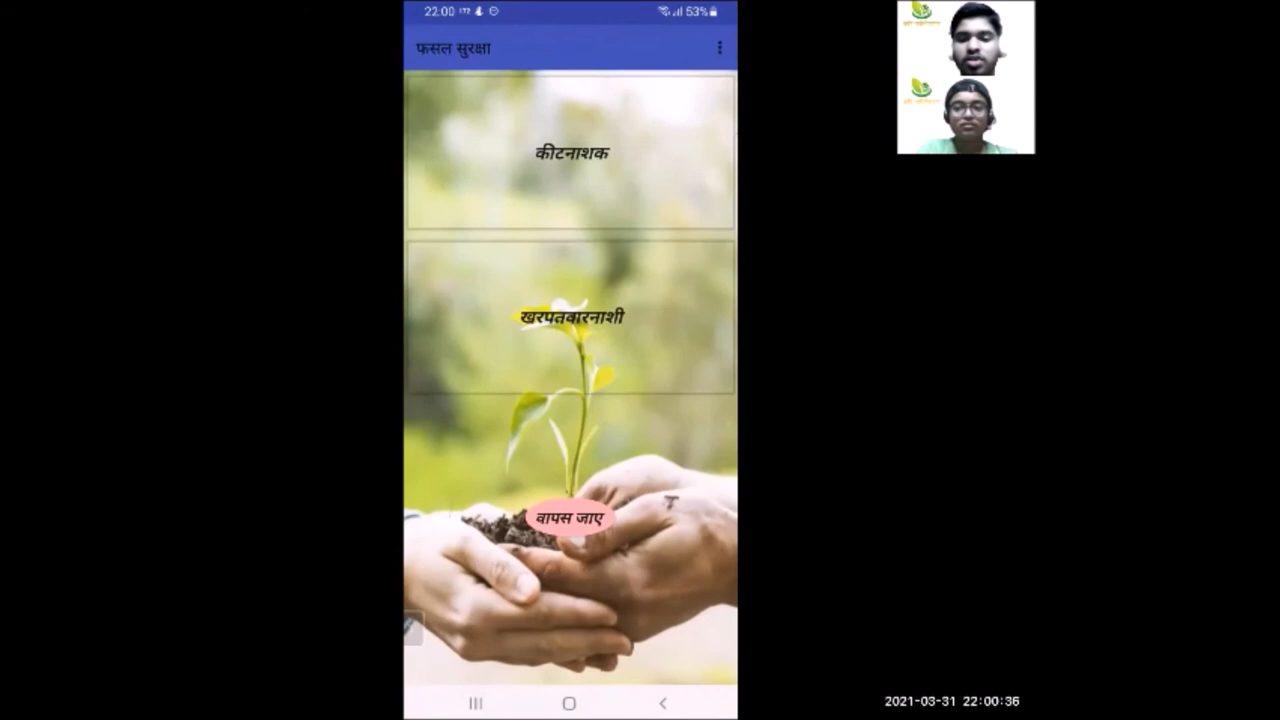 22:00
53%
फसल सुरक्षा
कीटनाशक
खरपतवारनाशी
वापस जाए
2021-03-31 22:00:36